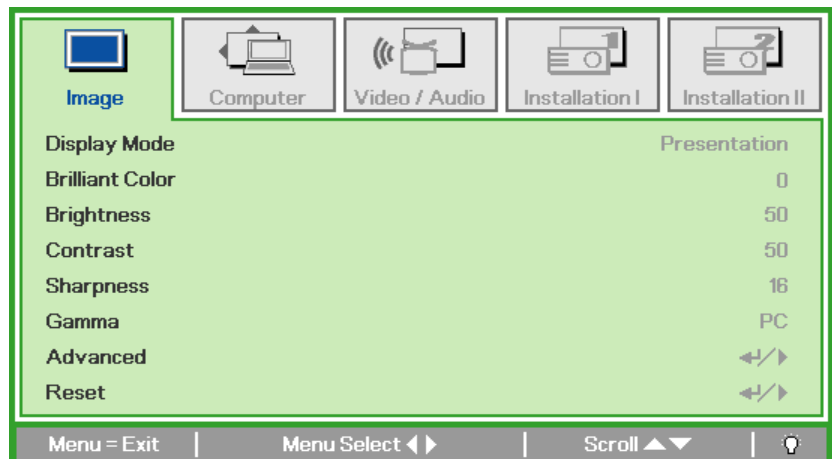 Image Computer Video / Audio Installation I Installation II
Display Mode Presentation
Brilliant Color 0
Brightness 50
Contrast 50
Sharpness 16
Gamma PC
Advanced ↵/▶
Reset ↵/▶
Menu = Exit | Menu Select ◀▶ | Scroll ▲▼ |